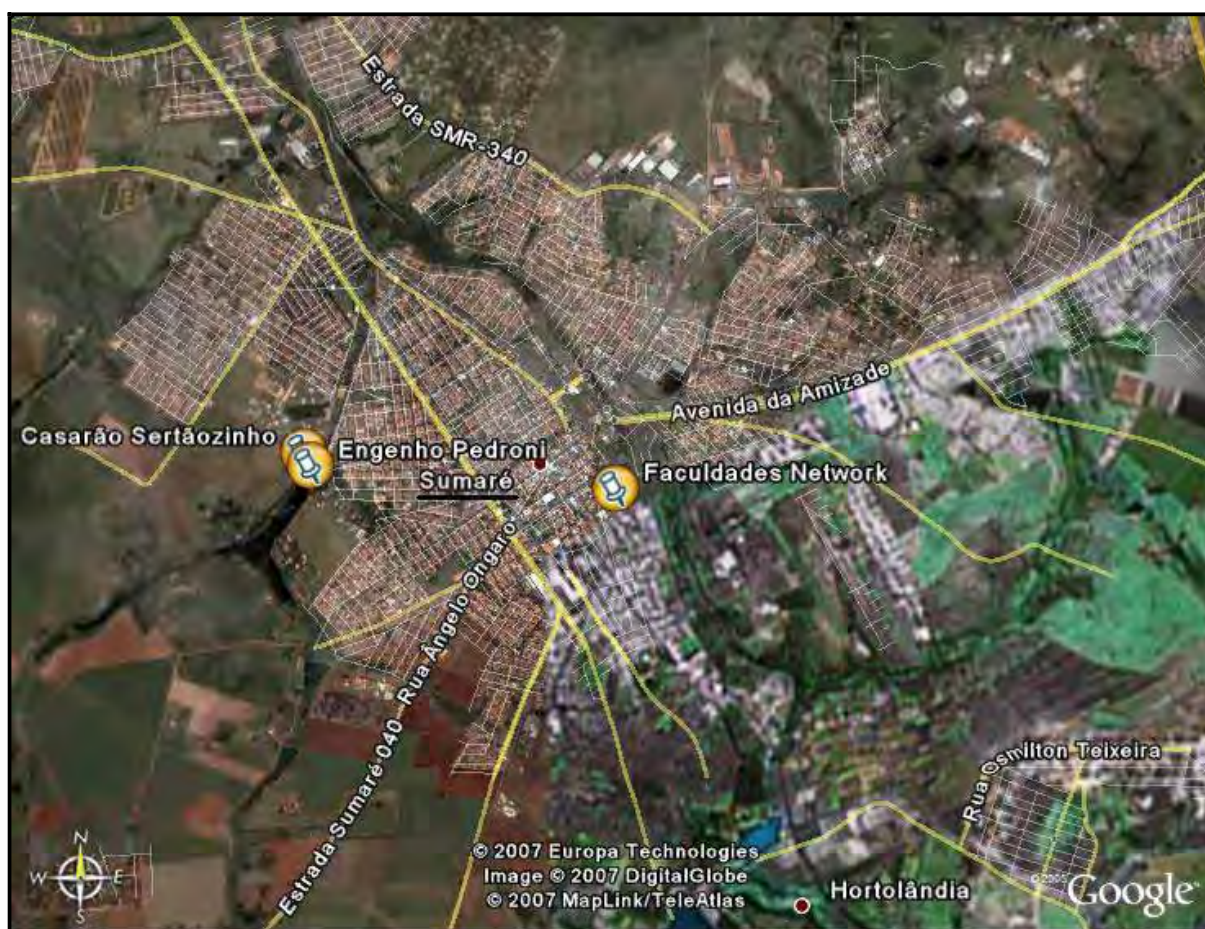 Estrada SMR-340
Avenida da Amizade
Casarão Sertãozinho
Engenho Pedroni
Sumaré
Faculdades Network
Estrada Sumaré 040 - Rua Ângelo Ongaro
Rua Osmilton Teixeira
N
W
E
S
© 2007 Europa Technologies
Image © 2007 DigitalGlobe
© 2007 MapLink/TeleAtlas
Hortolândia
Google